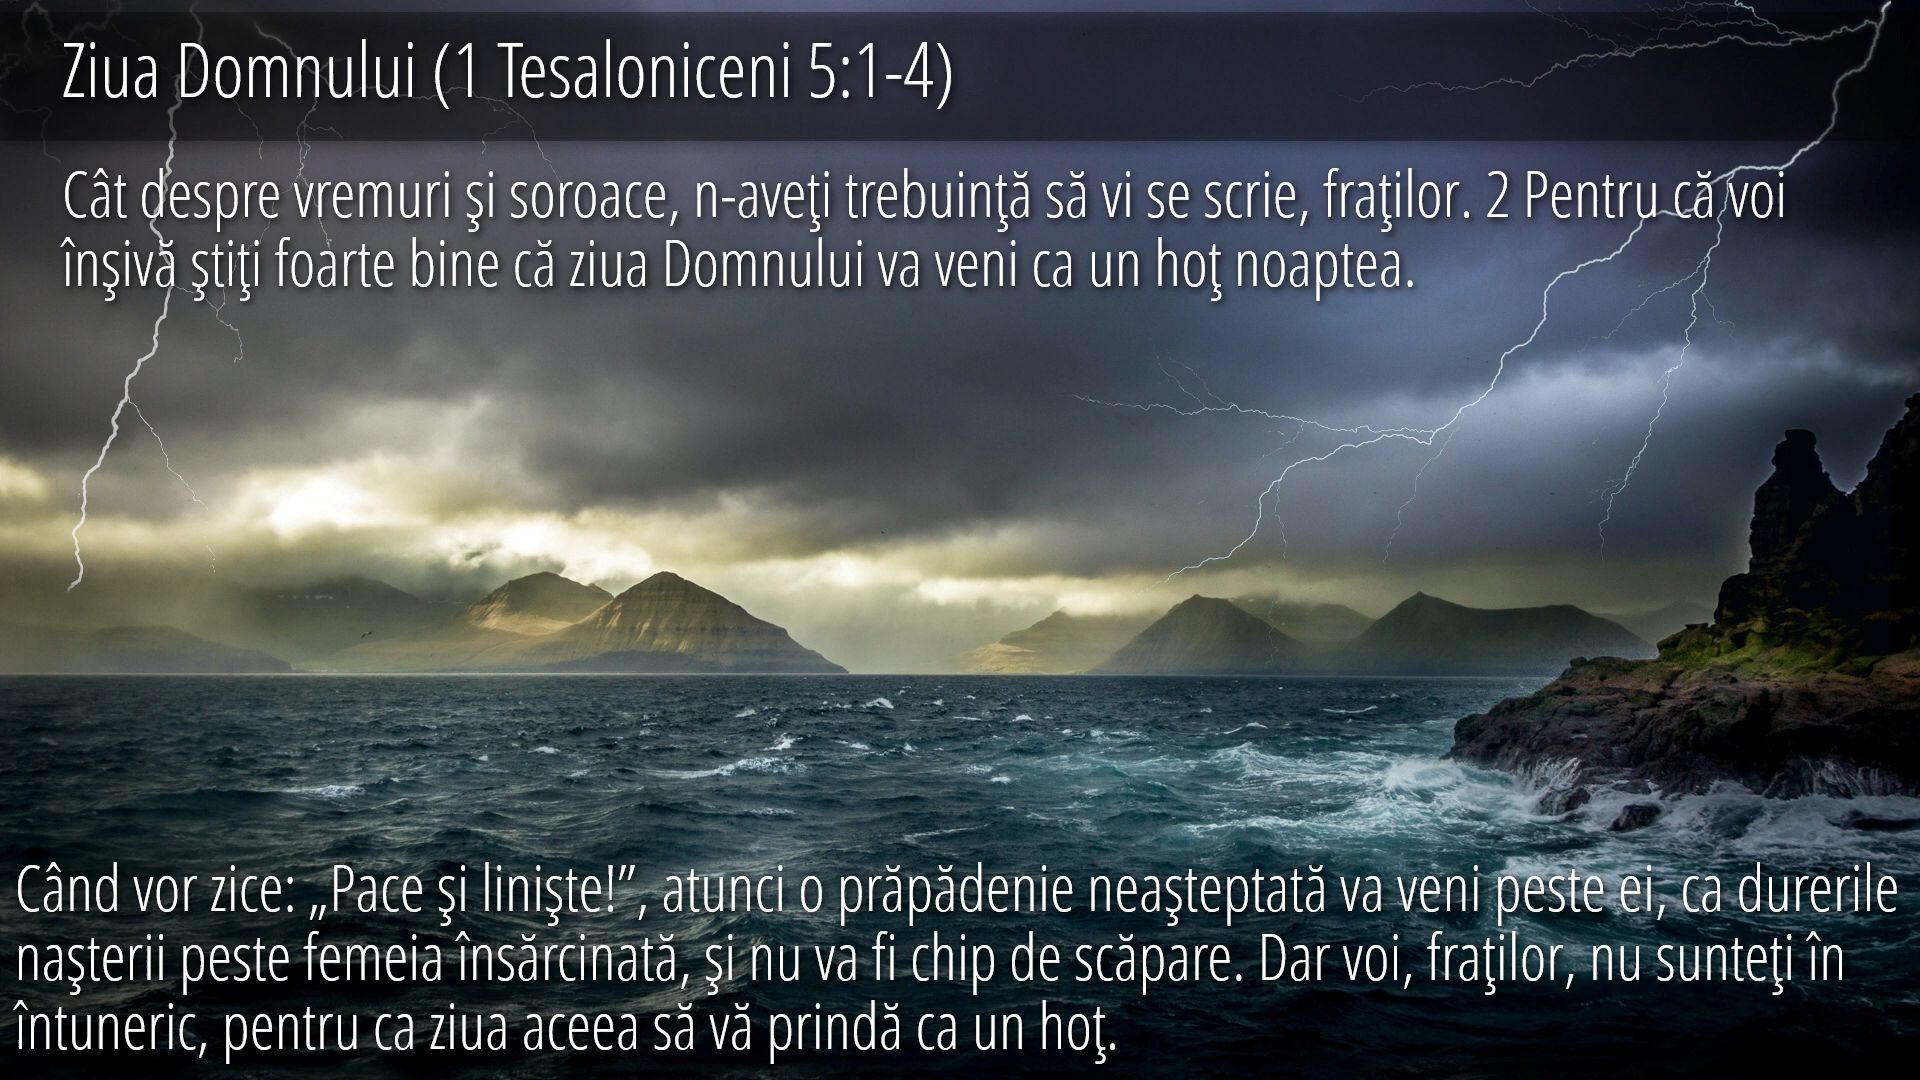 Ziua Domnului (1 Tesaloniceni 5:1-4)
Cât despre vremuri şi soroace, n-aveţi trebuinţă să vi se scrie, fraţilor. 2 Pentru că voi
înşivă ştiţi foarte bine că ziua Domnului va veni ca un hoţ noaptea.
Când vor zice: „Pace şi linişte!”, atunci o prăpădenie neaşteptată va veni peste ei, ca durerile
naşterii peste femeia însărcinată, şi nu va fi chip de scăpare. Dar voi, fraţilor, nu sunteţi în
întuneric, pentru ca ziua aceea să vă prindă ca un hoţ.